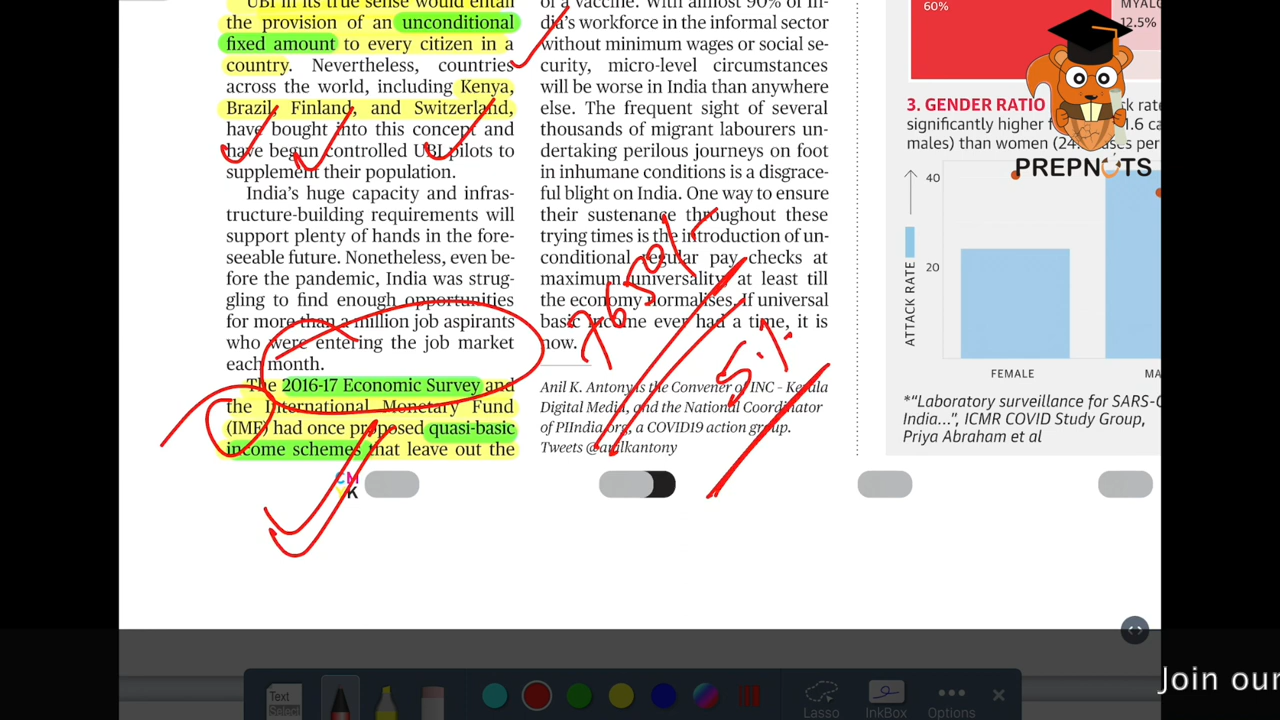 UBI in its true sense would entail
the provision of an unconditional
fixed amount to every citizen in a
country. Nevertheless, countries
across the world, including Kenya,
Brazil, Finland, and Switzerland,
have bought into this concept and
have begun controlled UBI pilots to
supplement their population.
India's huge capacity and infras-
tructure-building requirements will
support plenty of hands in the fore-
seeable future. Nonetheless, even be-
fore the pandemic, India was strug-
gling to find enough opportunities
for more than a million job aspirants
who were entering the job market
each month.
The 2016-17 Economic Survey and
the International Monetary Fund
(IMF) had once proposed quasi-basic
income schemes that leave out the
of a vaccine. With almost 90% of In-
dia's workforce in the informal sector
without minimum wages or social se-
curity, micro-level circumstances
will be worse in India than anywhere
else. The frequent sight of several
thousands of migrant labourers un-
dertaking perilous journeys on foot
in inhumane conditions is a disgrace-
ful blight on India. One way to ensure
their sustenance throughout these
trying times is the introduction of un-
conditional regular pay checks at
maximum universality, at least till
the economy normalises. If universal
basic income ever had a time, it is
now.
7650/-
5%
Anil K. Antony is the Convener of INC - Kerala
Digital Media, and the National Coordinator
of PIIndia.org, a COVID19 action group.
Tweets @anilkantony
60%
12.5%
3. GENDER RATIO
significantly higher
males) than women (24.
PREPNUTS
40
20
ATTACK RATE
FEMALE
*"Laboratory surveillance for SARS-
India...", ICMR COVID Study Group,
Priya Abraham et al
CM
YK
Text
Lasso
InkBox
Options
Join our